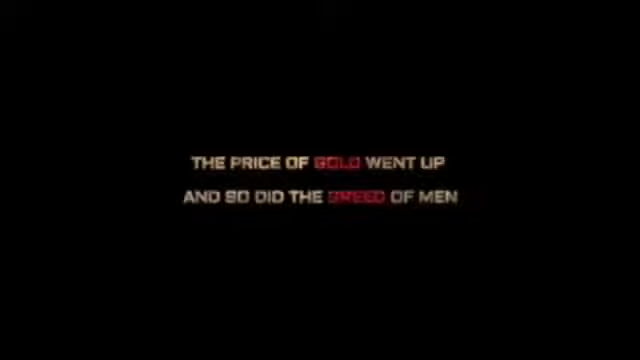 THE PRICE OF GOLD WENT UP
AND SO DID THE GREED OF MEN